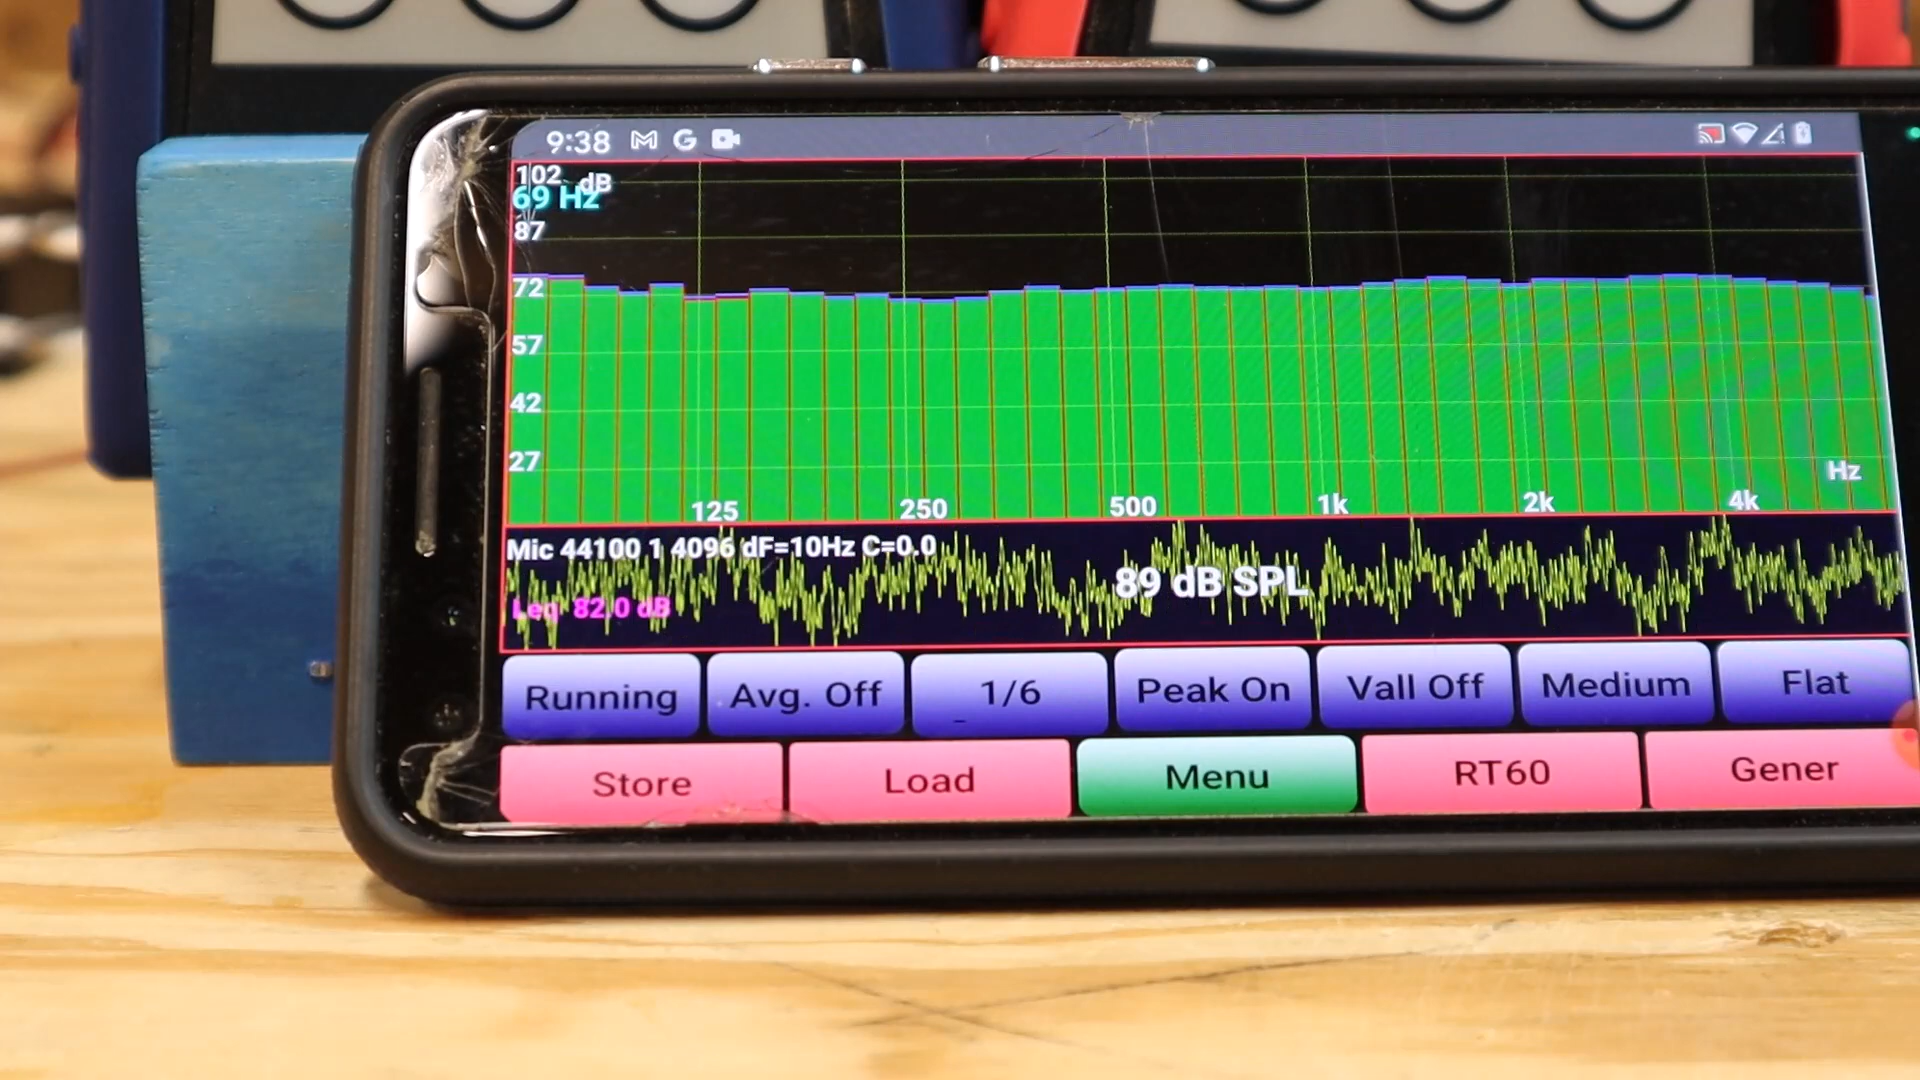 9:38 M G
102 dB
69 Hz
87
72
57
42
27
Hz
125 250 500 1k 2k 4k
Mic 44100 1 4096 dF=10Hz C=0.0
89 dB SPL
Leq 82.0 dB
Running Avg. Off 1/6 Peak On Vall Off Medium Flat
Store Load Menu RT60 Gener